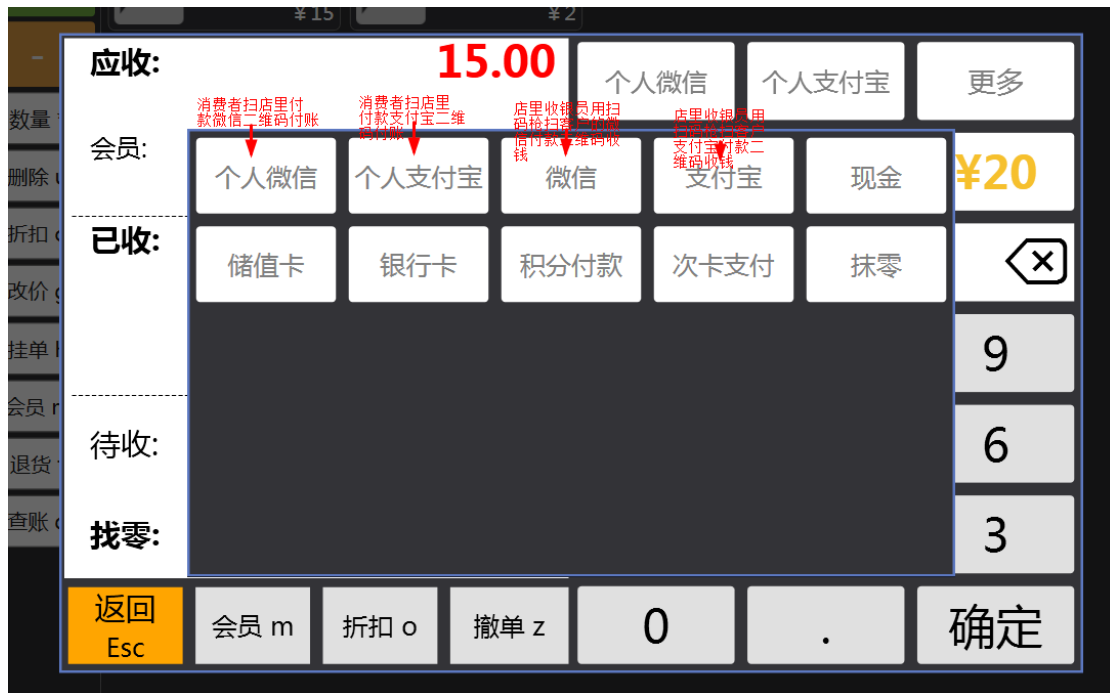 ¥15
¥2
-
应收:
15.00
个人微信
个人支付宝
更多
消费者扫店里付
款微信二维码付账
消费者扫店里
付款支付宝二维
码付账
店里收银员用扫
码枪扫客户的微
信付款二维码收
钱
店里收银员用
扫码枪扫客户
支付宝付款二
维码收钱
数量
会员:
个人微信
个人支付宝
微信
支付宝
现金
¥20
删除
折扣
已收:
储值卡
银行卡
积分付款
次卡支付
抹零
改价
挂单
9
会员
待收:
6
退货
查账
找零:
3
返回
Esc
会员 m
折扣 o
撤单 z
0
.
确定